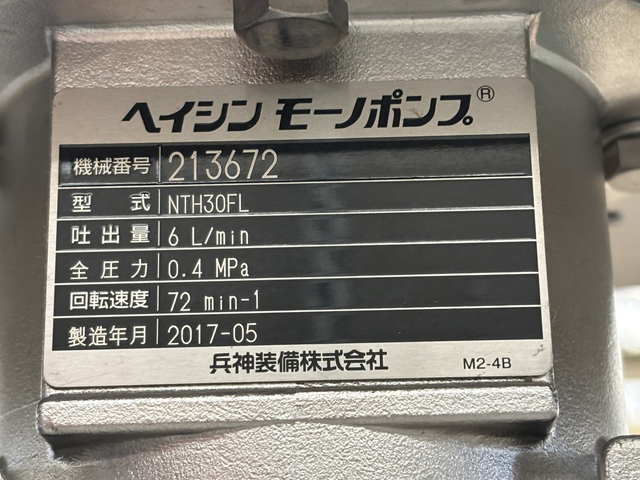 ヘイシン モーノポンプ®
機械番号 213672
型式 NTH30FL
吐出量 6 L/min
全圧力 0.4 MPa
回転速度 72 min-1
製造年月 2017-05
兵神装備株式会社 M2-4B